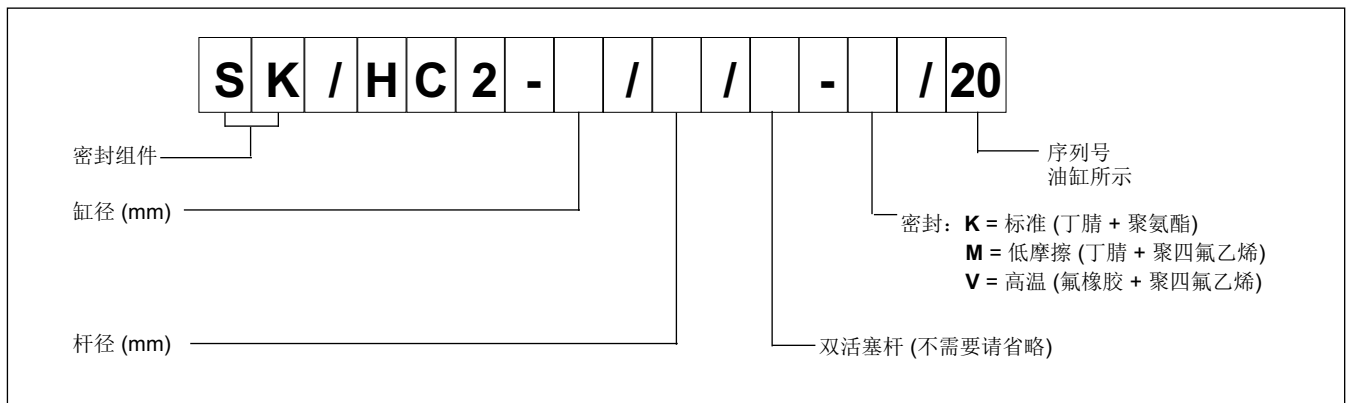 SK/HC2- / / - /20
密封组件
序列号
油缸所示
缸径 (mm)
密封：K = 标准 (丁腈 + 聚氨酯)
M = 低摩擦 (丁腈 + 聚四氟乙烯)
V = 高温 (氟橡胶 + 聚四氟乙烯)
杆径 (mm)
双活塞杆 (不需要请省略)